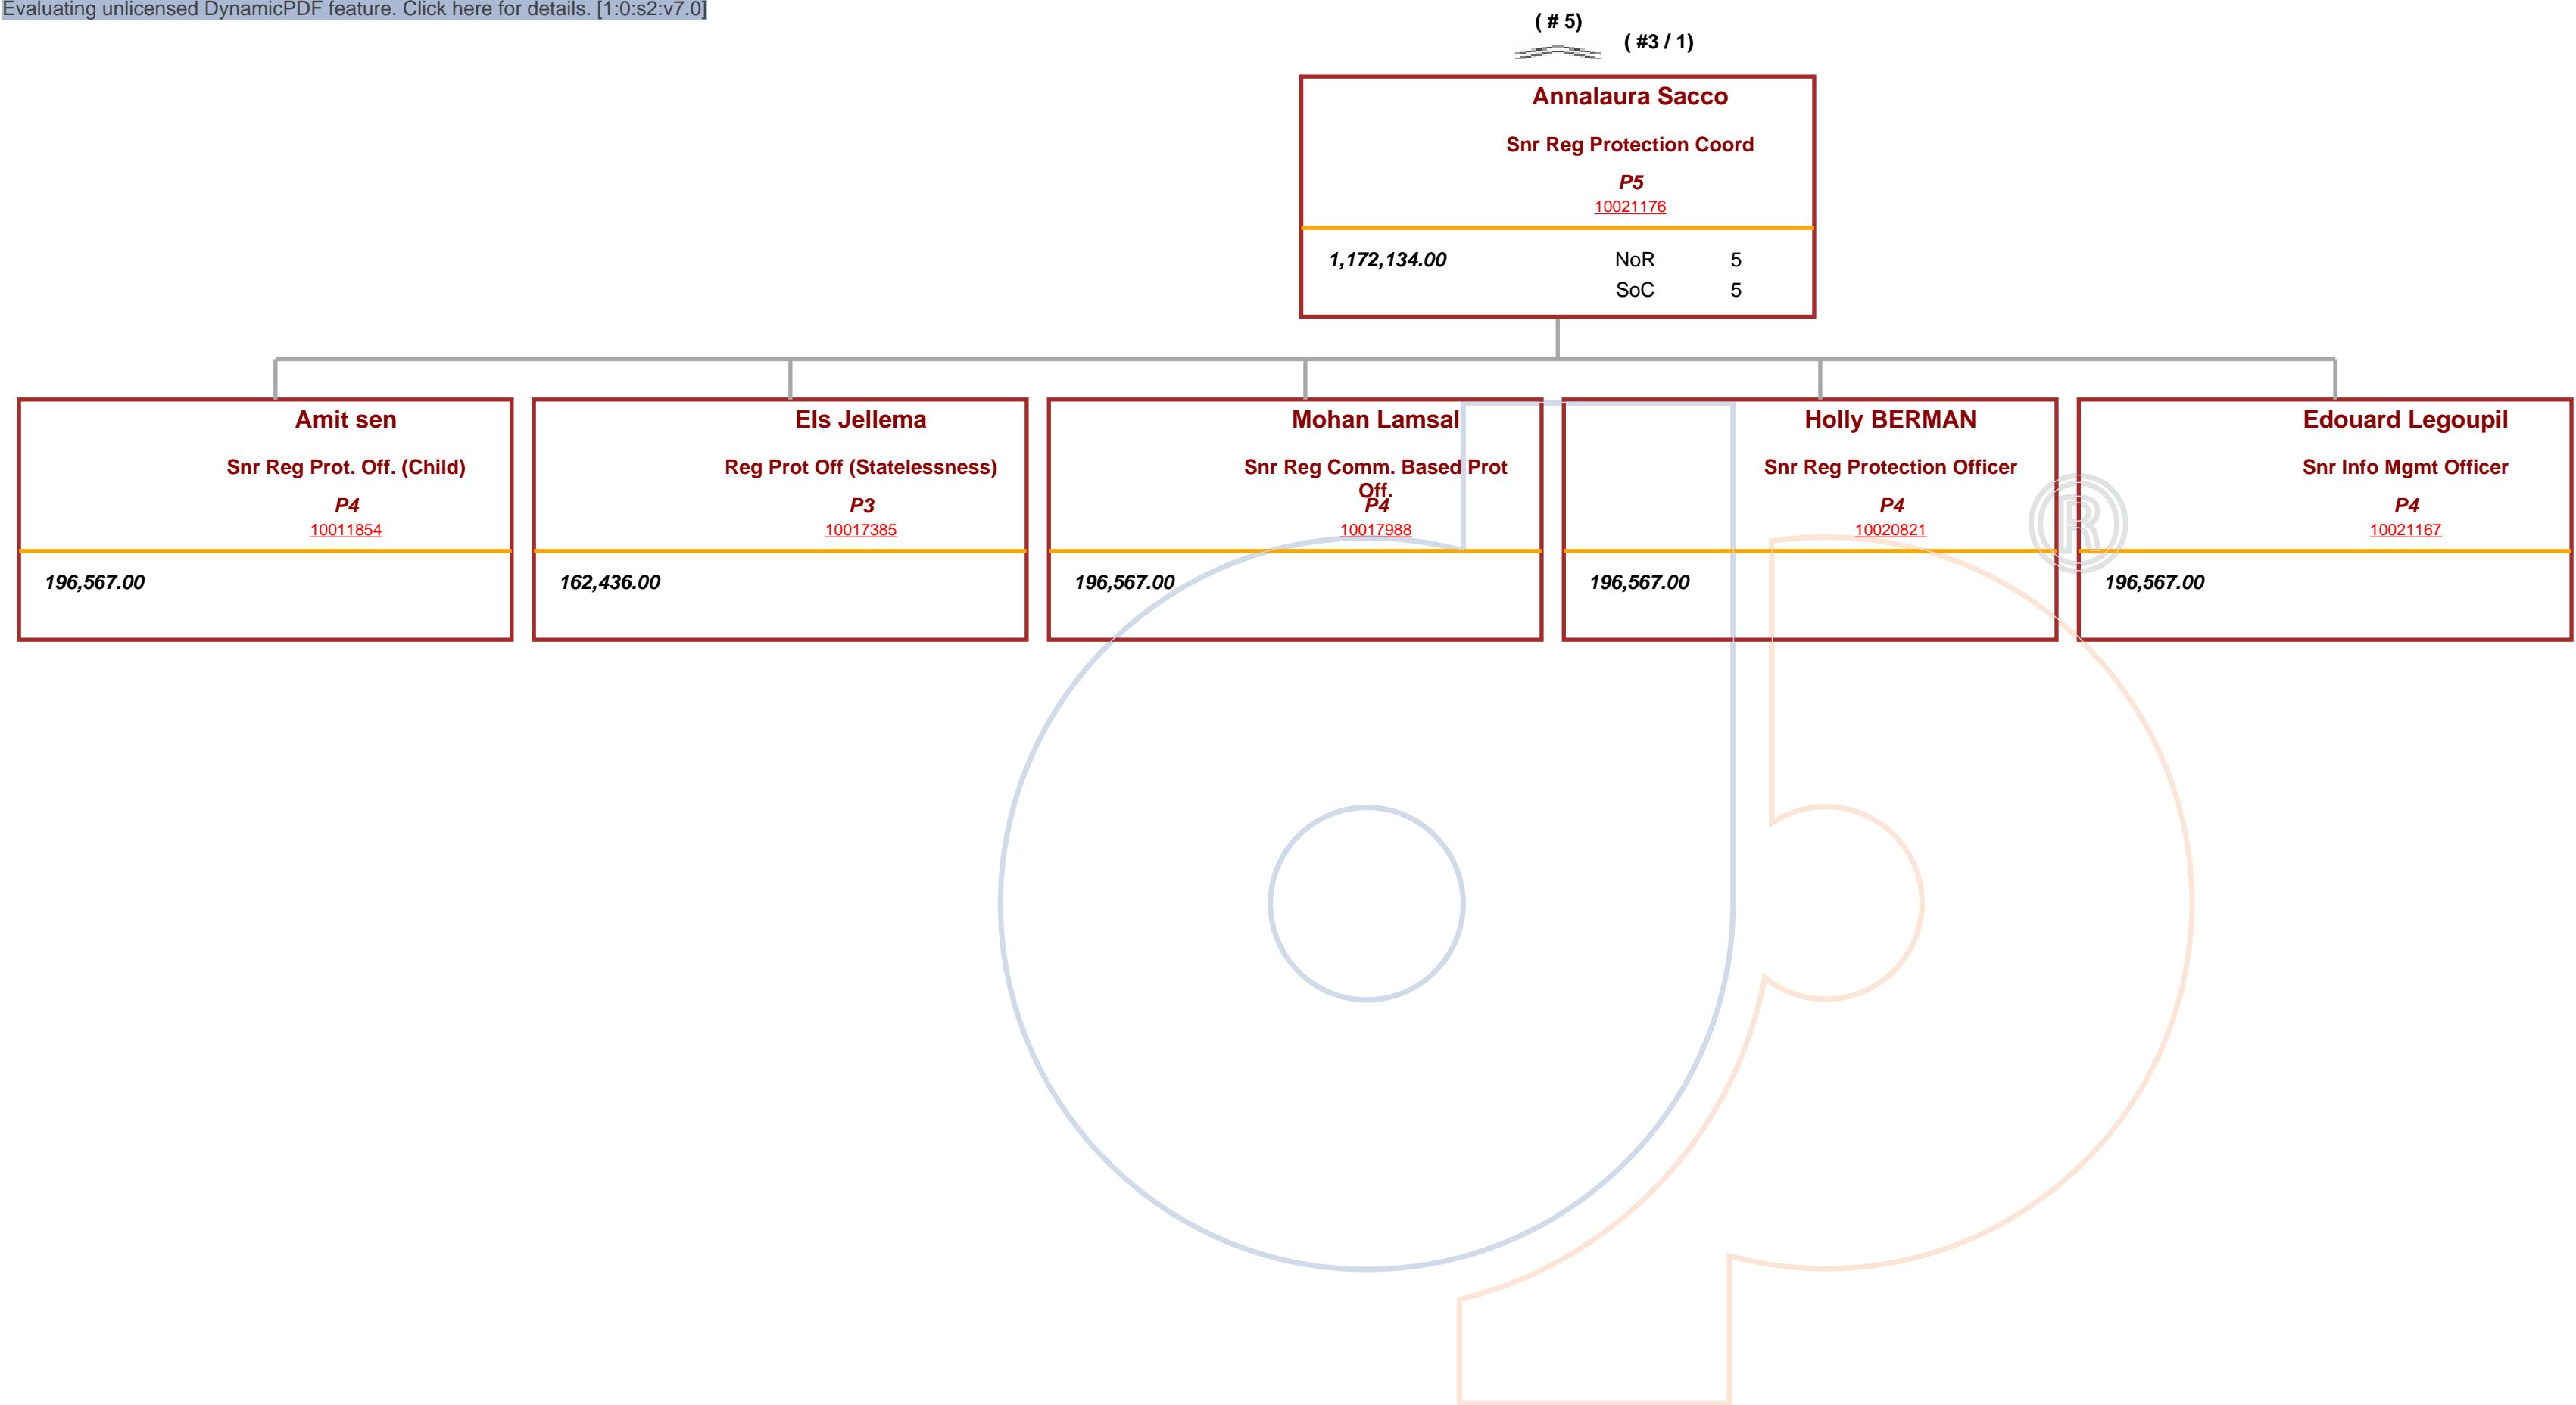 Evaluating unlicensed DynamicPDF feature. Click here for details. [1:0:s2:v7.0]
( # 5)
( #3 / 1)
Annalaura Sacco
Snr Reg Protection Coord
P5
10021176
1,172,134.00 NoR 5
SoC 5
Amit sen
Snr Reg Prot. Off. (Child)
P4
10011854
196,567.00
Els Jellema
Reg Prot Off (Statelessness)
P3
10017385
162,436.00
Mohan Lamsal
Snr Reg Comm. Based Prot
Off.
P4
10017988
196,567.00
Holly BERMAN
Snr Reg Protection Officer
P4
10020821
196,567.00
Edouard Legoupil
Snr Info Mgmt Officer
P4
10021167
196,567.00
®